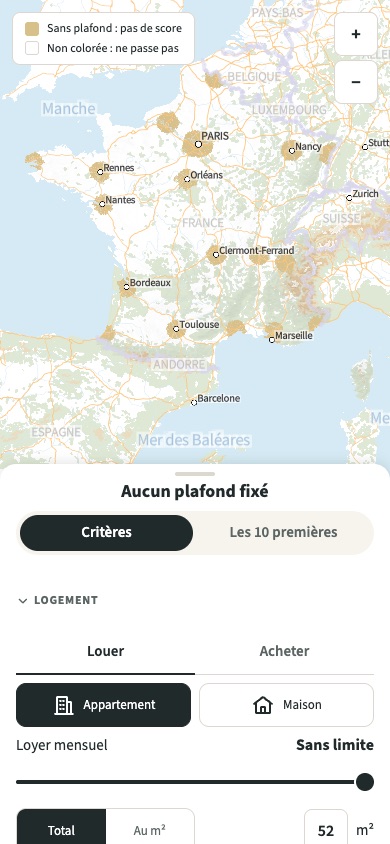 Sans plafond : pas de score
Non colorée : ne passe pas
+
−
PAYS-BAS
BELGIQUE
Manche
LUXEMBOURG
PARIS
Nancy
Stutt
Rennes
Orléans
Zurich
Nantes
SUISSE
FRANCE
Clermont-Ferrand
Bordeaux
Toulouse
Marseille
ANDORRE
Barcelone
Me
ESPAGNE
Mer des Baléares
Aucun plafond fixé
Critères
Les 10 premières
LOGEMENT
Louer
Acheter
Appartement
Maison
Loyer mensuel
Sans limite
Total
Au m²
52
m²